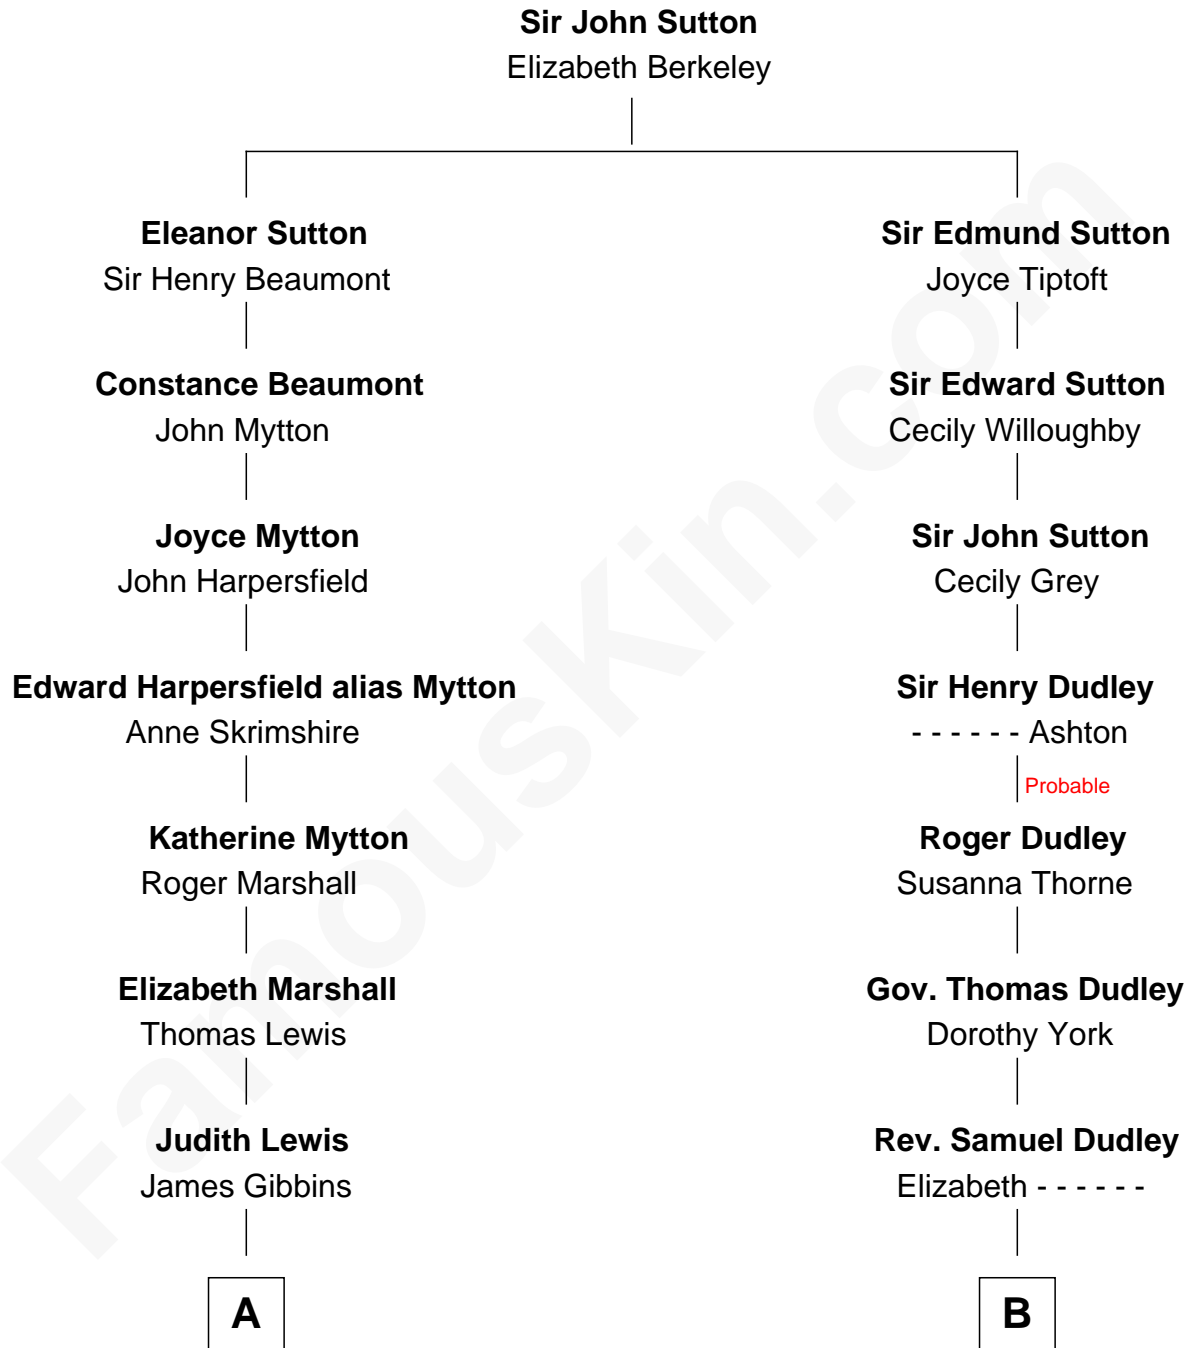 Sir John Sutton
Elizabeth Berkeley
Eleanor Sutton
Sir Henry Beaumont
Sir Edmund Sutton
Joyce Tiptoft
Constance Beaumont
John Mytton
Sir Edward Sutton
Cecily Willoughby
Joyce Mytton
John Harpersfield
Sir John Sutton
Cecily Grey
Edward Harpersfield alias Mytton
Anne Skrimshire
Sir Henry Dudley
- - - - - - Ashton
Probable
Katherine Mytton
Roger Marshall
Roger Dudley
Susanna Thorne
Elizabeth Marshall
Thomas Lewis
Gov. Thomas Dudley
Dorothy York
Judith Lewis
James Gibbins
Rev. Samuel Dudley
Elizabeth - - - - - -
A
B
FamousKin.com